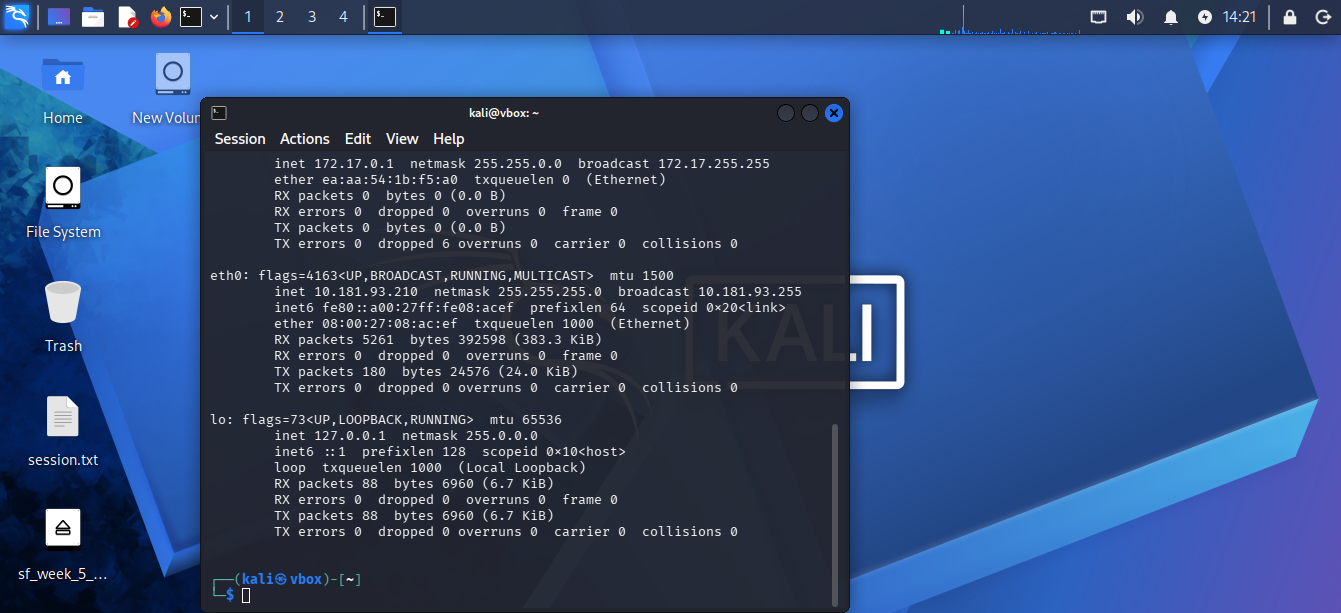 1 2 3 4 14:21
Home
New Volu
File System
Trash
session.txt
sf_week_5_...
kali@vbox: ~
Session Actions Edit View Help
inet 172.17.0.1 netmask 255.255.0.0 broadcast 172.17.255.255
ether ea:aa:54:1b:f5:a0 txqueuelen 0 (Ethernet)
RX packets 0 bytes 0 (0.0 B)
RX errors 0 dropped 0 overruns 0 frame 0
TX packets 0 bytes 0 (0.0 B)
TX errors 0 dropped 6 overruns 0 carrier 0 collisions 0
eth0: flags=4163<UP,BROADCAST,RUNNING,MULTICAST> mtu 1500
inet 10.181.93.210 netmask 255.255.255.0 broadcast 10.181.93.255
inet6 fe80::a00:27ff:fe08:acef prefixlen 64 scopeid 0×20<link>
ether 08:00:27:08:ac:ef txqueuelen 1000 (Ethernet)
RX packets 5261 bytes 392598 (383.3 KiB)
RX errors 0 dropped 0 overruns 0 frame 0
TX packets 180 bytes 24576 (24.0 KiB)
TX errors 0 dropped 0 overruns 0 carrier 0 collisions 0
lo: flags=73<UP,LOOPBACK,RUNNING> mtu 65536
inet 127.0.0.1 netmask 255.0.0.0
inet6 ::1 prefixlen 128 scopeid 0×10<host>
loop txqueuelen 1000 (Local Loopback)
RX packets 88 bytes 6960 (6.7 KiB)
RX errors 0 dropped 0 overruns 0 frame 0
TX packets 88 bytes 6960 (6.7 KiB)
TX errors 0 dropped 0 overruns 0 carrier 0 collisions 0
┌──(kali㉿vbox)-[~]
└─$
KALI